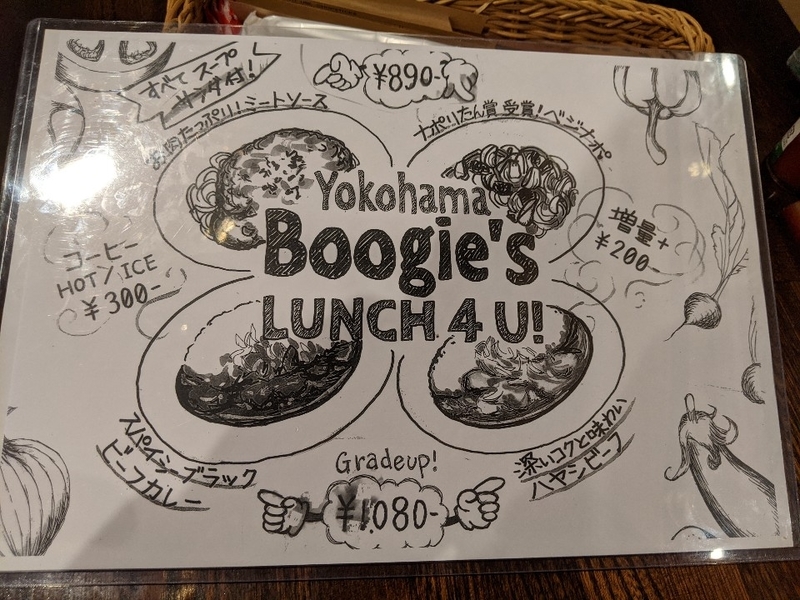 すべて スープ
サラダ付!
¥890-
お肉たっぷり!ミートソース
ナポリたん賞 受賞!ベジナポ
Yokohama
Boogie's
LUNCH 4 U!
コーヒー
HOT/ICE
¥300-
増量+
¥200-
スパイシーブラック
ビーフカレー
深いコクと味わい
ハヤシビーフ
Gradeup!
¥1,080-